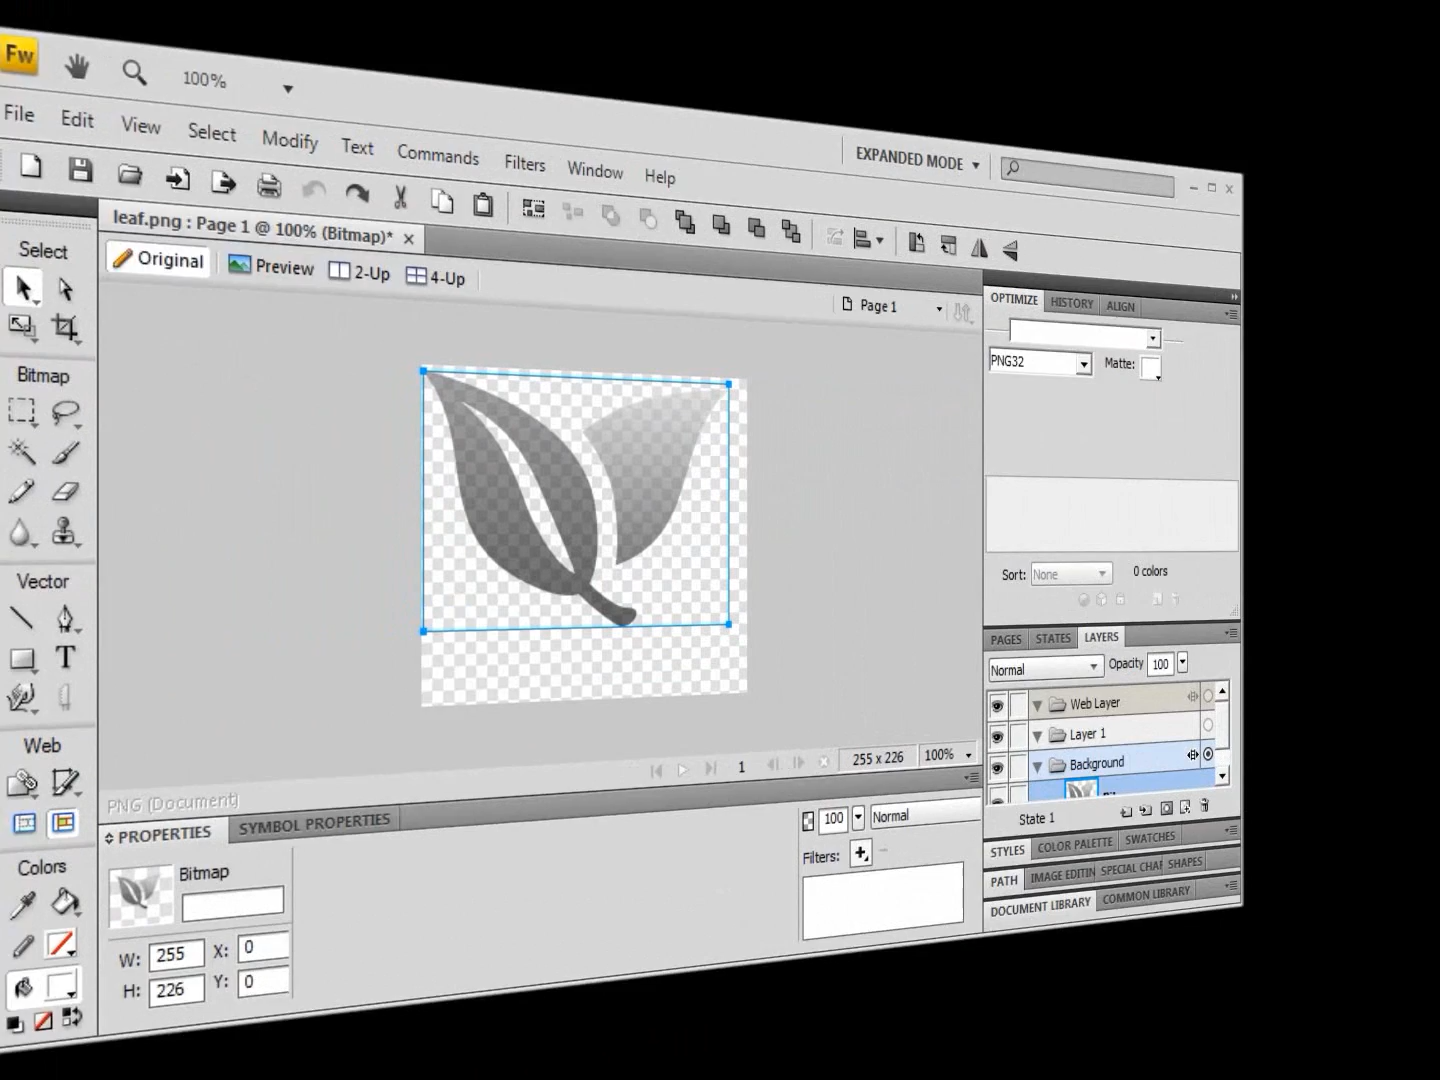 Fw
100%
File Edit View Select Modify Text Commands Filters Window Help
EXPANDED MODE
leaf.png : Page 1 @ 100% (Bitmap)*
Original Preview 2-Up 4-Up
Page 1
Select
Bitmap
Vector
T
Web
Colors
OPTIMIZE HISTORY ALIGN
PNG32 Matte:
Sort: None 0 colors
PAGES STATES LAYERS
Normal Opacity 100
Web Layer
Layer 1
Background
State 1
STYLES COLOR PALETTE SWATCHES
PATH IMAGE EDITIN SPECIAL CHAR SHAPES
DOCUMENT LIBRARY COMMON LIBRARY
1 255 x 226 100%
PNG (Document)
PROPERTIES SYMBOL PROPERTIES
Bitmap
W: 255 X: 0
H: 226 Y: 0
100 Normal
Filters: